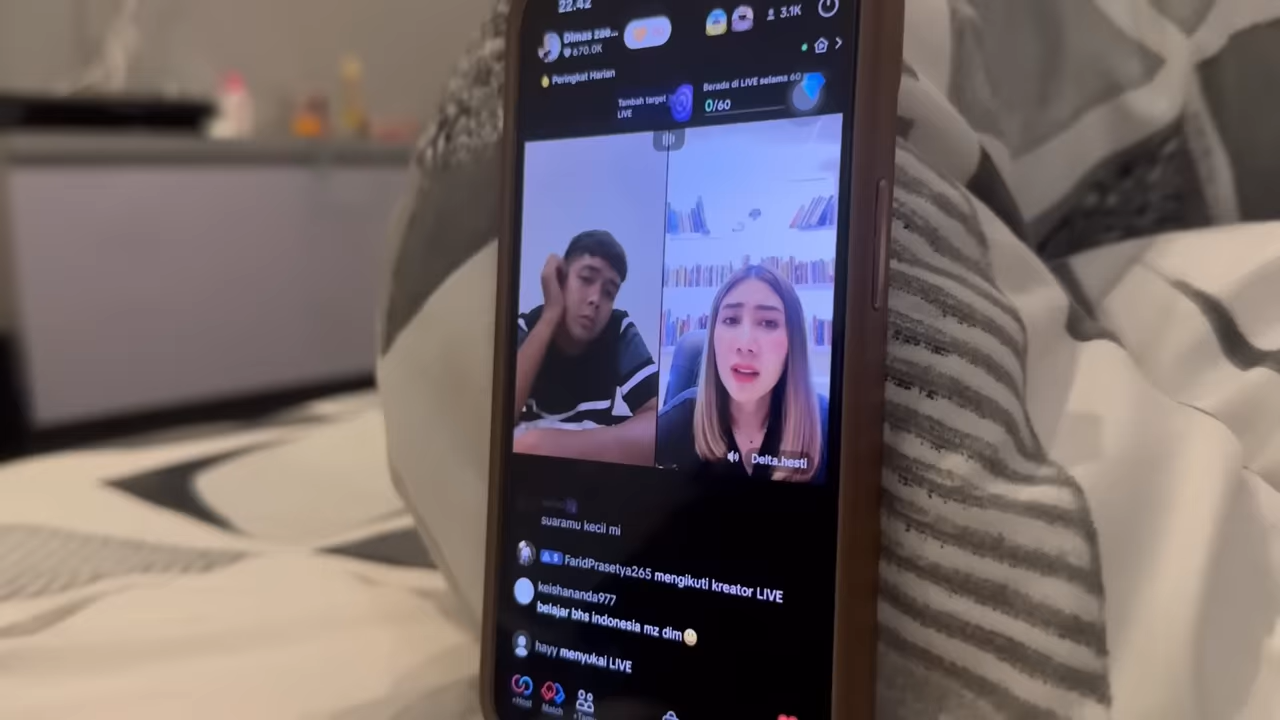 22.42
Dimas zae...
670.0K
3.1K
Peringkat Harian
Tambah target
LIVE
Berada di LIVE selama 60
0/60
Delta.hesti
suaramu kecil mi
5 FaridPrasetya265 mengikuti kreator LIVE
keishananda977
belajar bhs indonesia mz dim
hayy menyukai LIVE
+Host
Match